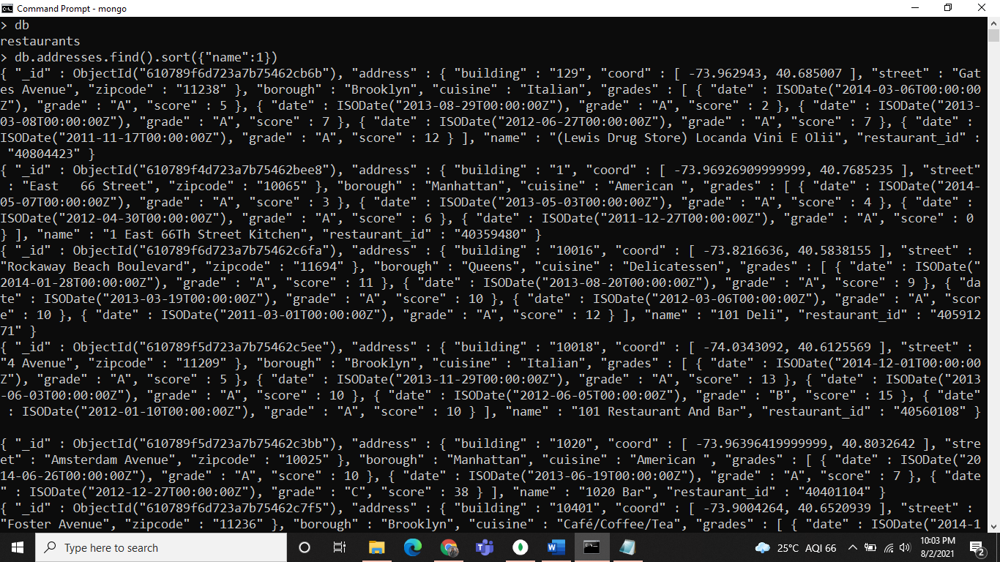 Command Prompt - mongo
> db
restaurants
> db.addresses.find().sort({"name":1})
{ "_id" : ObjectId("610789f6d723a7b75462cb6b"), "address" : { "building" : "129", "coord" : [ -73.962943, 40.685007 ], "street" : "Gat
es Avenue", "zipcode" : "11238" }, "borough" : "Brooklyn", "cuisine" : "Italian", "grades" : [ { "date" : ISODate("2014-03-06T00:00:00
Z"), "grade" : "A", "score" : 5 }, { "date" : ISODate("2013-08-29T00:00:00Z"), "grade" : "A", "score" : 2 }, { "date" : ISODate("2013-
03-08T00:00:00Z"), "grade" : "A", "score" : 7 }, { "date" : ISODate("2012-06-27T00:00:00Z"), "grade" : "A", "score" : 7 }, { "date" :
ISODate("2011-11-17T00:00:00Z"), "grade" : "A", "score" : 12 } ], "name" : "(Lewis Drug Store) Locanda Vini E Olii", "restaurant_id" :
"40804423" }
{ "_id" : ObjectId("610789f4d723a7b75462bee8"), "address" : { "building" : "1", "coord" : [ -73.96926909999999, 40.7685235 ], "street"
: "East   66 Street", "zipcode" : "10065" }, "borough" : "Manhattan", "cuisine" : "American ", "grades" : [ { "date" : ISODate("2014-
05-07T00:00:00Z"), "grade" : "A", "score" : 3 }, { "date" : ISODate("2013-05-03T00:00:00Z"), "grade" : "A", "score" : 4 }, { "date" :
ISODate("2012-04-30T00:00:00Z"), "grade" : "A", "score" : 6 }, { "date" : ISODate("2011-12-27T00:00:00Z"), "grade" : "A", "score" : 0
} ], "name" : "1 East 66Th Street Kitchen", "restaurant_id" : "40359480" }
{ "_id" : ObjectId("610789f6d723a7b75462c6fa"), "address" : { "building" : "10016", "coord" : [ -73.8216636, 40.5838155 ], "street" :
"Rockaway Beach Boulevard", "zipcode" : "11694" }, "borough" : "Queens", "cuisine" : "Delicatessen", "grades" : [ { "date" : ISODate("
2014-01-28T00:00:00Z"), "grade" : "A", "score" : 11 }, { "date" : ISODate("2013-08-20T00:00:00Z"), "grade" : "A", "score" : 9 }, { "da
te" : ISODate("2013-03-19T00:00:00Z"), "grade" : "A", "score" : 10 }, { "date" : ISODate("2012-03-06T00:00:00Z"), "grade" : "A", "scor
e" : 10 }, { "date" : ISODate("2011-03-01T00:00:00Z"), "grade" : "A", "score" : 12 } ], "name" : "101 Deli", "restaurant_id" : "405912
71" }
{ "_id" : ObjectId("610789f5d723a7b75462c5ee"), "address" : { "building" : "10018", "coord" : [ -74.0343092, 40.6125569 ], "street" :
"4 Avenue", "zipcode" : "11209" }, "borough" : "Brooklyn", "cuisine" : "Italian", "grades" : [ { "date" : ISODate("2014-12-01T00:00:00
Z"), "grade" : "A", "score" : 5 }, { "date" : ISODate("2013-11-29T00:00:00Z"), "grade" : "A", "score" : 13 }, { "date" : ISODate("2013
-06-03T00:00:00Z"), "grade" : "A", "score" : 10 }, { "date" : ISODate("2012-06-05T00:00:00Z"), "grade" : "B", "score" : 15 }, { "date"
: ISODate("2012-01-10T00:00:00Z"), "grade" : "A", "score" : 10 } ], "name" : "101 Restaurant And Bar", "restaurant_id" : "40560108" }
{ "_id" : ObjectId("610789f5d723a7b75462c3bb"), "address" : { "building" : "1020", "coord" : [ -73.96396419999999, 40.8032642 ], "stre
et" : "Amsterdam Avenue", "zipcode" : "10025" }, "borough" : "Manhattan", "cuisine" : "American ", "grades" : [ { "date" : ISODate("20
14-06-26T00:00:00Z"), "grade" : "A", "score" : 10 }, { "date" : ISODate("2013-06-19T00:00:00Z"), "grade" : "A", "score" : 7 }, { "date
" : ISODate("2012-12-27T00:00:00Z"), "grade" : "C", "score" : 38 } ], "name" : "1020 Bar", "restaurant_id" : "40401104" }
{ "_id" : ObjectId("610789f6d723a7b75462c7f5"), "address" : { "building" : "10401", "coord" : [ -73.9004264, 40.6520939 ], "street" :
"Foster Avenue", "zipcode" : "11236" }, "borough" : "Brooklyn", "cuisine" : "Café/Coffee/Tea", "grades" : [ { "date" : ISODate("2014-1
Type here to search
25°C AQI 66
10:03 PM
8/2/2021
2